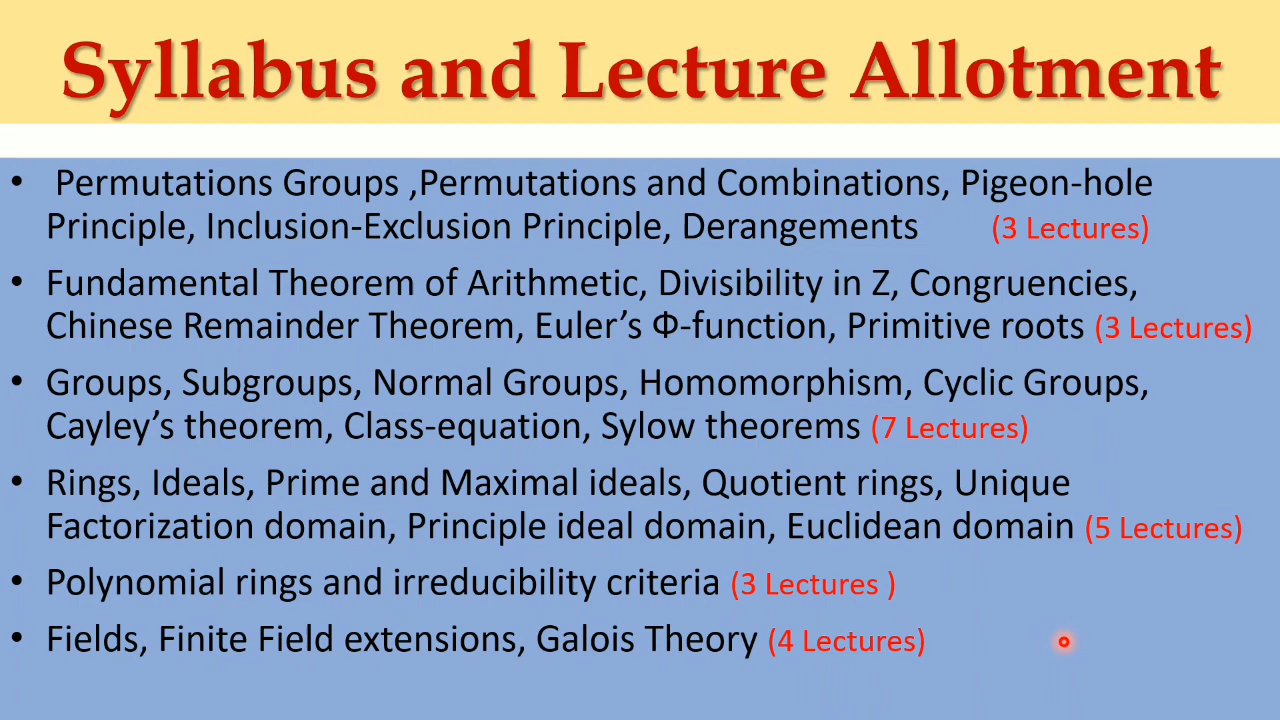 Syllabus and Lecture Allotment
• Permutations Groups ,Permutations and Combinations, Pigeon-hole
Principle, Inclusion-Exclusion Principle, Derangements (3 Lectures)
• Fundamental Theorem of Arithmetic, Divisibility in Z, Congruencies,
Chinese Remainder Theorem, Euler’s Φ-function, Primitive roots (3 Lectures)
• Groups, Subgroups, Normal Groups, Homomorphism, Cyclic Groups,
Cayley’s theorem, Class-equation, Sylow theorems (7 Lectures)
• Rings, Ideals, Prime and Maximal ideals, Quotient rings, Unique
Factorization domain, Principle ideal domain, Euclidean domain (5 Lectures)
• Polynomial rings and irreducibility criteria (3 Lectures )
• Fields, Finite Field extensions, Galois Theory (4 Lectures)